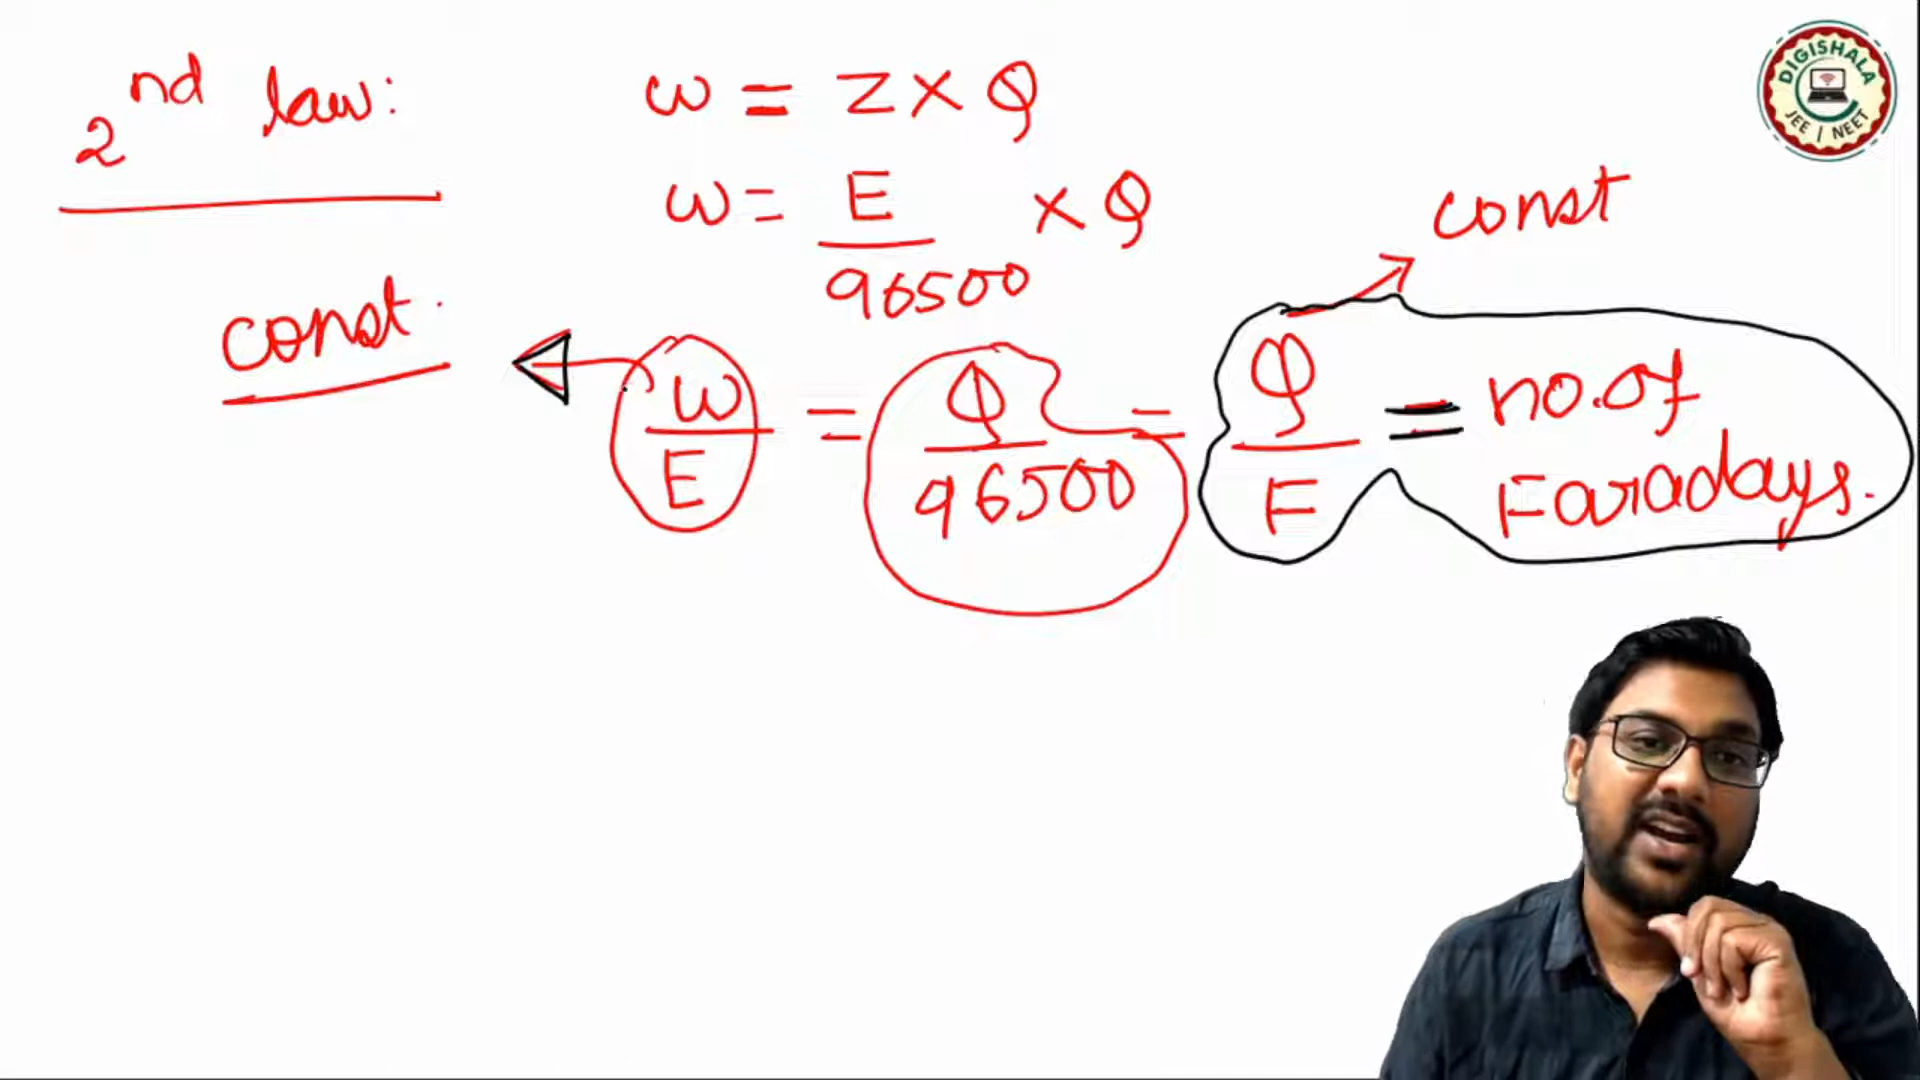 2nd law:
w = Z × Q
w = E/96500 × Q
const
const.
w/E = Q/96500 = Q/F = no. of Faradays.
DIGISHALA
JEE | NEET